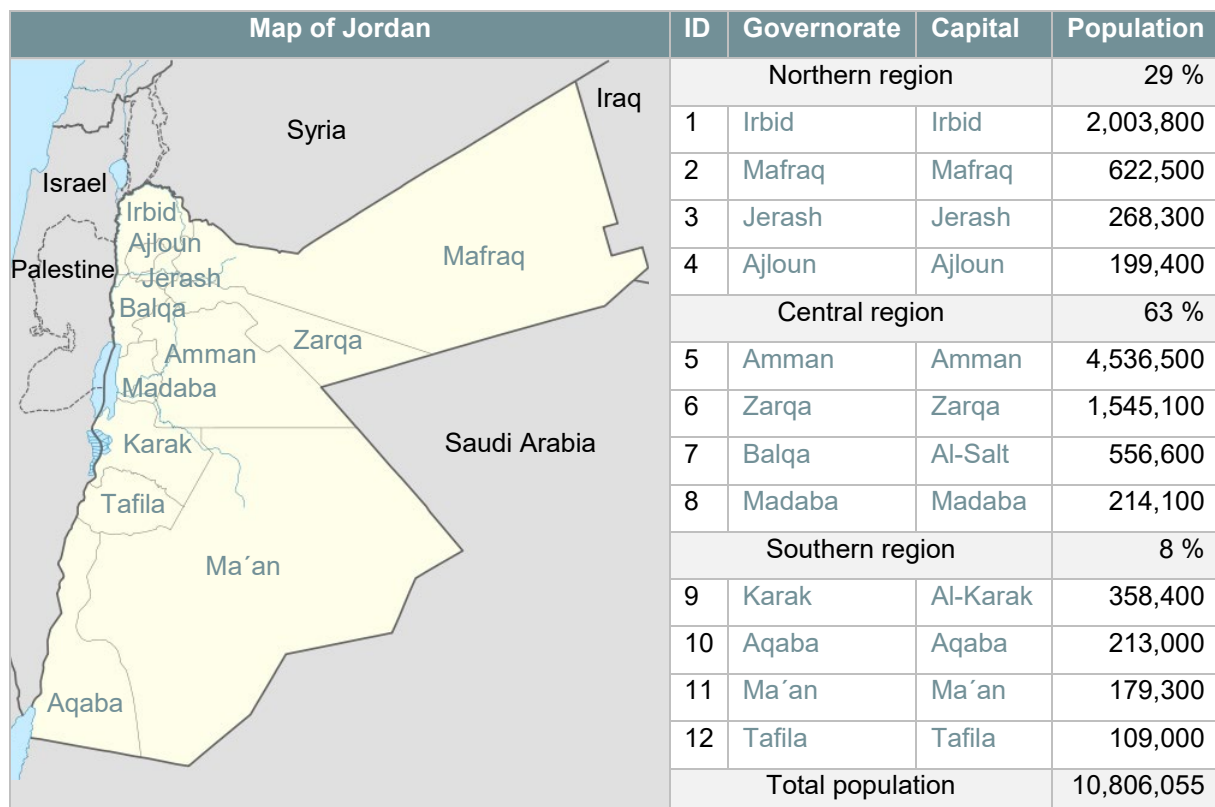 Map of Jordan
Iraq
Syria
Israel
Irbid
Ajloun
Mafraq
Palestine
Jerash
Balqa
Zarqa
Amman
Madaba
Karak
Saudi Arabia
Tafila
Ma´an
Aqaba
ID Governorate Capital Population
Northern region 29 %
1 Irbid Irbid 2,003,800
2 Mafraq Mafraq 622,500
3 Jerash Jerash 268,300
4 Ajloun Ajloun 199,400
Central region 63 %
5 Amman Amman 4,536,500
6 Zarqa Zarqa 1,545,100
7 Balqa Al-Salt 556,600
8 Madaba Madaba 214,100
Southern region 8 %
9 Karak Al-Karak 358,400
10 Aqaba Aqaba 213,000
11 Ma´an Ma´an 179,300
12 Tafila Tafila 109,000
Total population 10,806,055